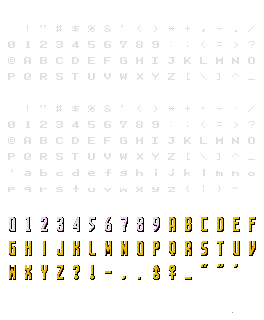 ! " # $ % & ' ( ) * + , - . /
0 1 2 3 4 5 6 7 8 9 : ; < = > ?
© A B C D E F G H I J K L M N O
P Q R S T U V W X Y Z [ \ ] ^ _
! " # $ % & ' ( ) * + , - . /
0 1 2 3 4 5 6 7 8 9 : ; < = > ?
© A B C D E F G H I J K L M N O
P Q R S T U V W X Y Z [ \ ] ^ _
' a b c d e f g h i j k l m n o
p q r s t u v w x y z { | } ~
0 1 2 3 4 5 6 7 8 9 A B C D E F
G H I J K L M N O P Q R S T U V
W X Y Z ? ! - , . ♂ ♀ _ ゛ ˝ ´